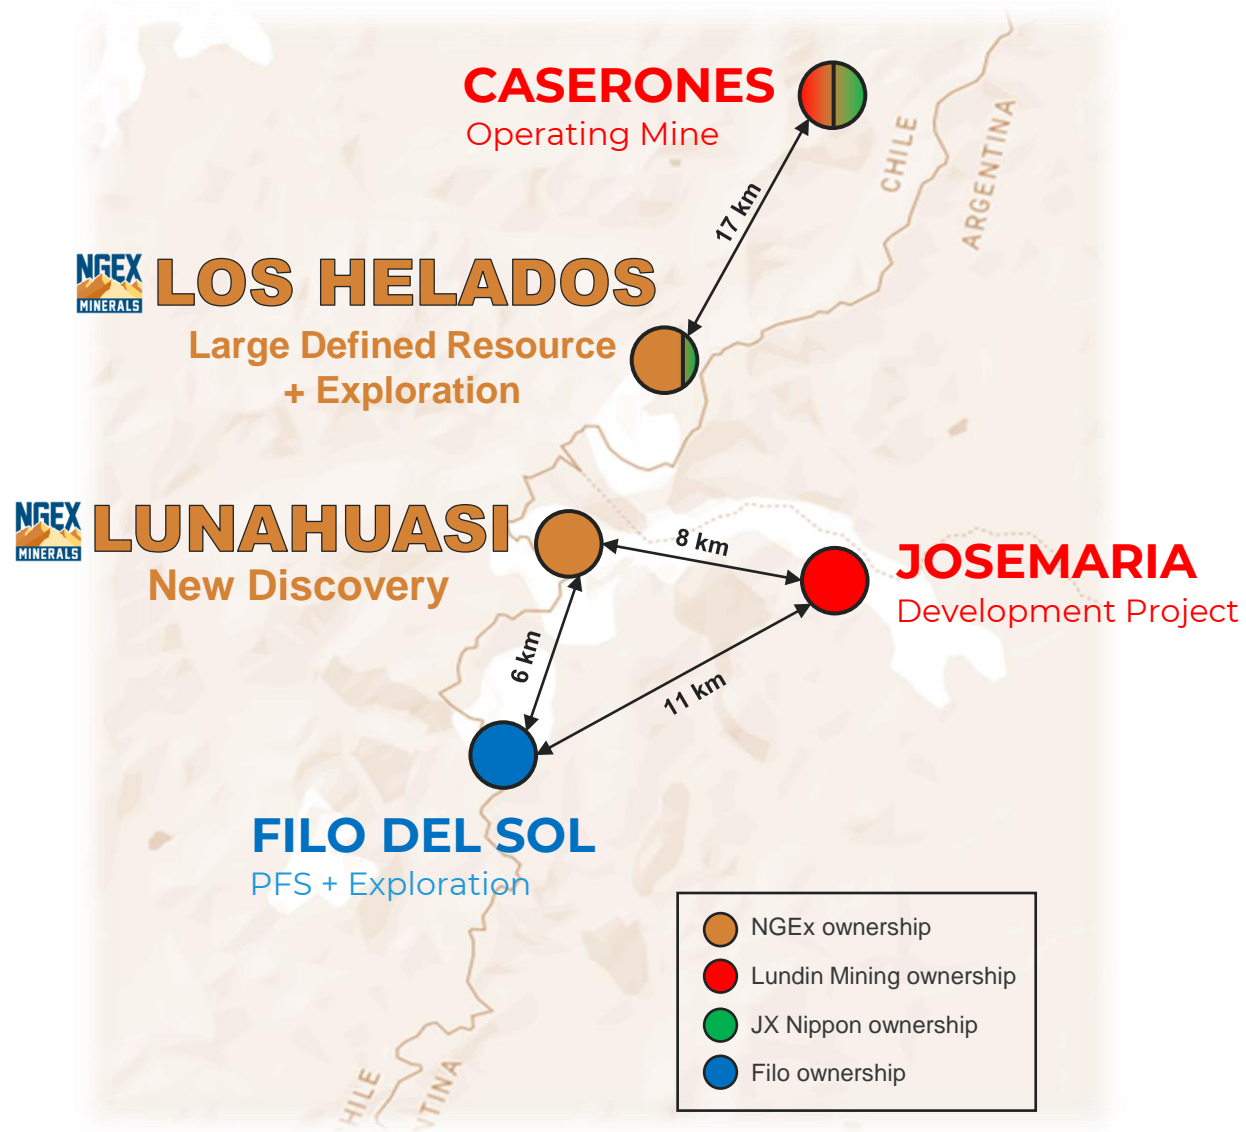 CASERONES
Operating Mine
CHILE
ARGENTINA
17 km
NGEX
MINERALS
LOS HELADOS
Large Defined Resource
+ Exploration
NGEX
MINERALS
LUNAHUASI
New Discovery
8 km
JOSEMARIA
Development Project
6 km
11 km
FILO DEL SOL
PFS + Exploration
NGEx ownership
Lundin Mining ownership
JX Nippon ownership
Filo ownership
HILE
NTINA